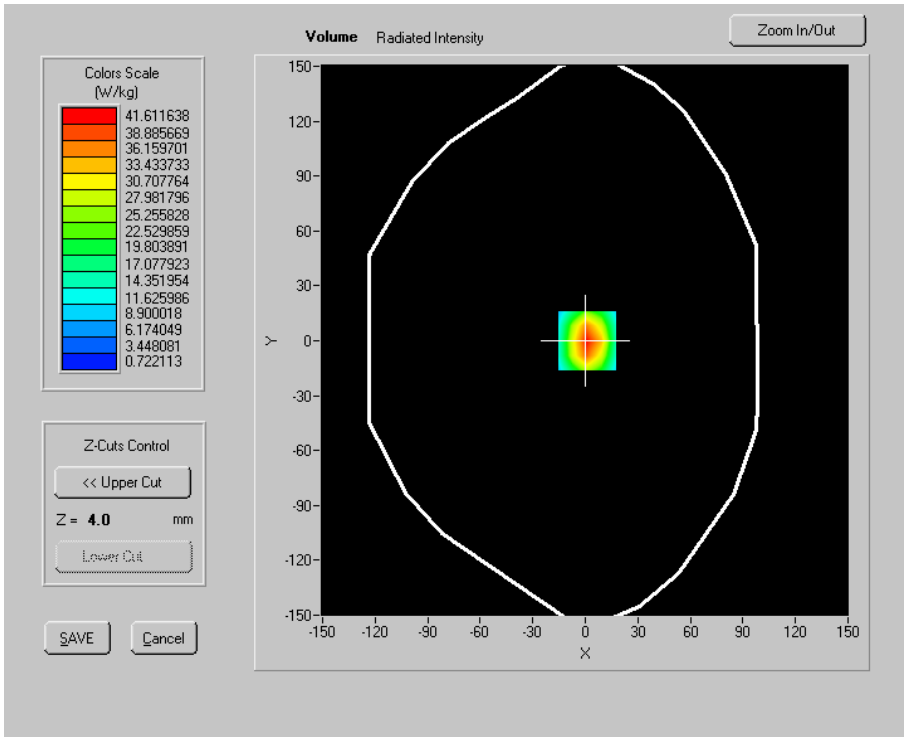 Volume Radiated Intensity
Zoom In/Out
Colors Scale
(W/kg)
41.611638
38.885669
36.159701
33.433733
30.707764
27.981796
25.255828
22.529859
19.803891
17.077923
14.351954
11.625986
8.900018
6.174049
3.448081
0.722113
Z-Cuts Control
<< Upper Cut
Z = 4.0 mm
Lower Cut
SAVE
Cancel
150
120
90
60
30
0
-30
-60
-90
-120
-150
Y
-150 -120 -90 -60 -30 0 30 60 90 120 150
X